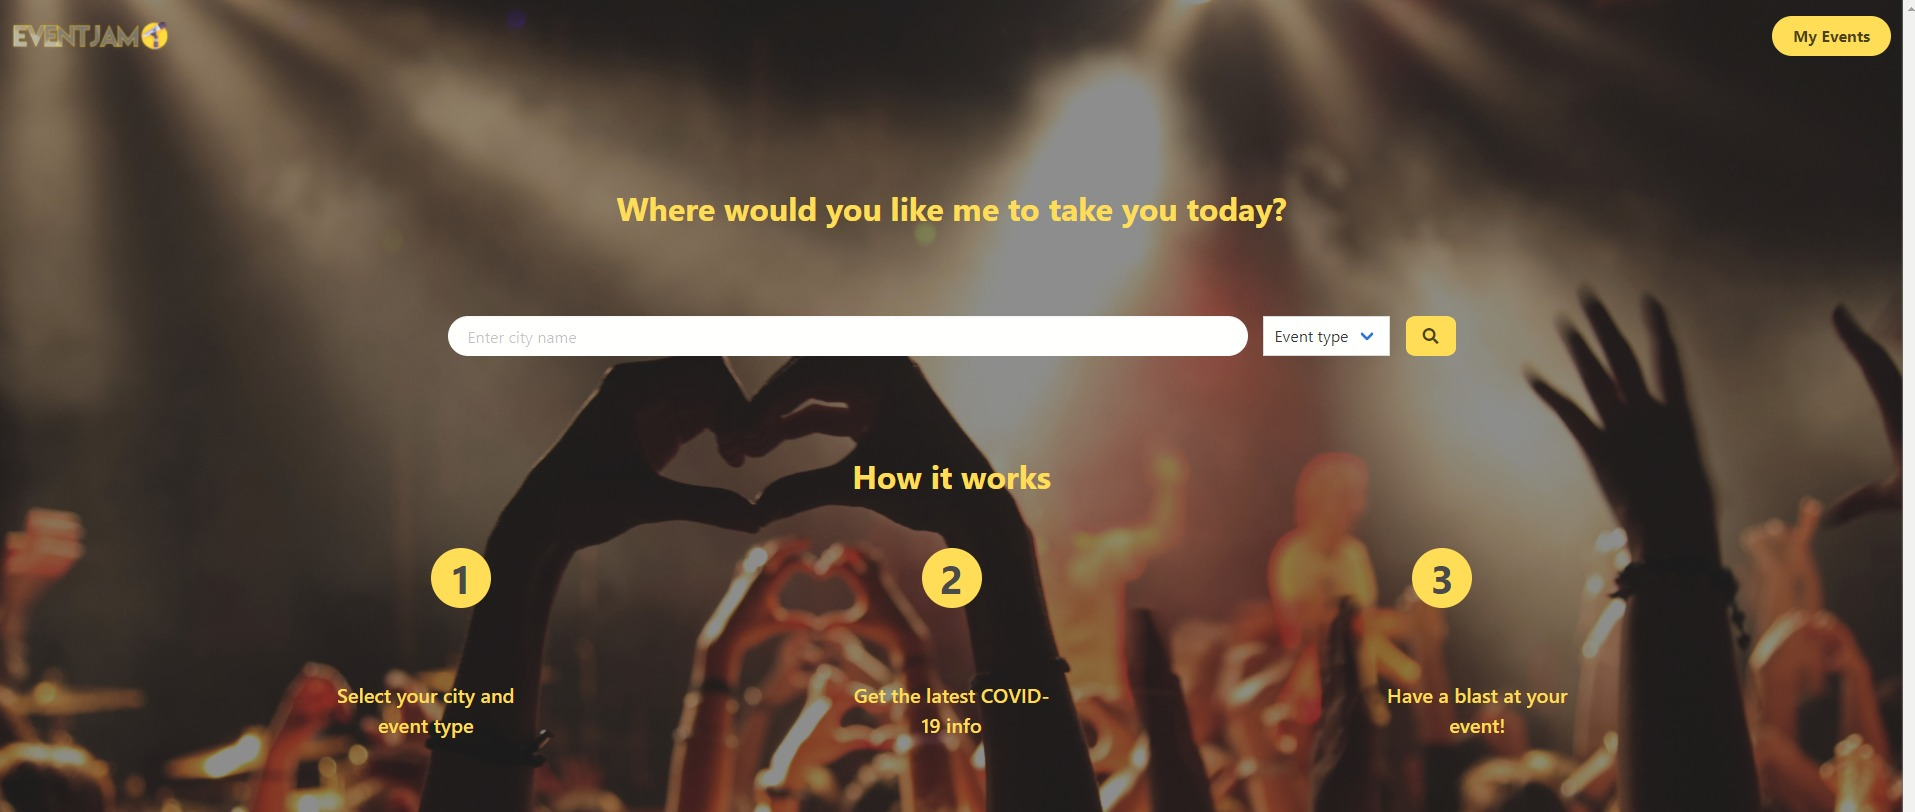 EVENTJAM
My Events
Where would you like me to take you today?
Enter city name
Event type
How it works
1
2
3
Select your city and
event type
Get the latest COVID-
19 info
Have a blast at your
event!